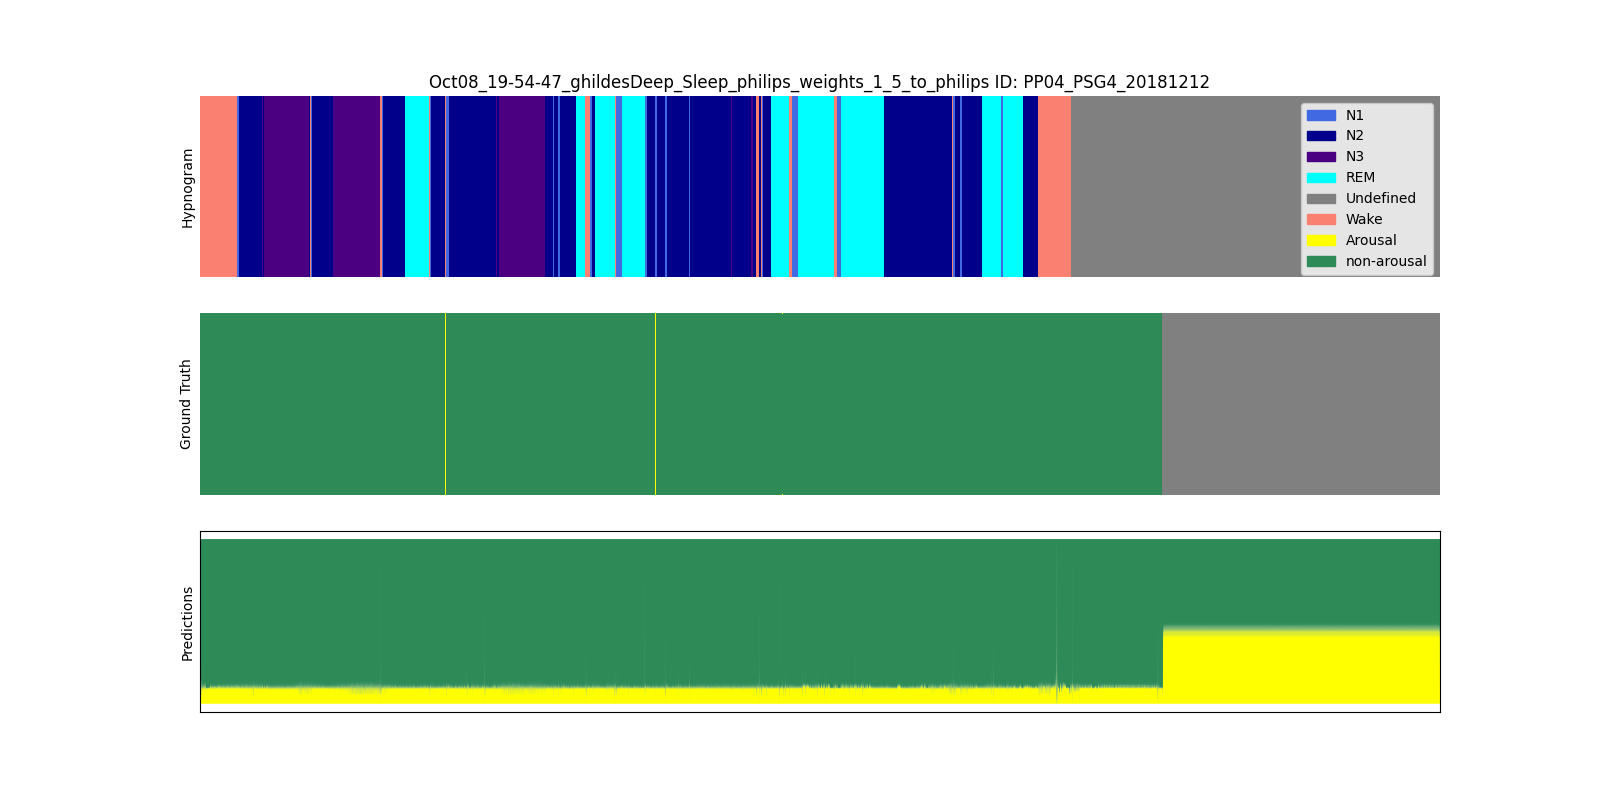 Oct08_19-54-47_ghildesDeep_Sleep_philips_weights_1_5_to_philips ID: PP04_PSG4_20181212
Hypnogram
N1
N2
N3
REM
Undefined
Wake
Arousal
non-arousal
Ground Truth
Predictions